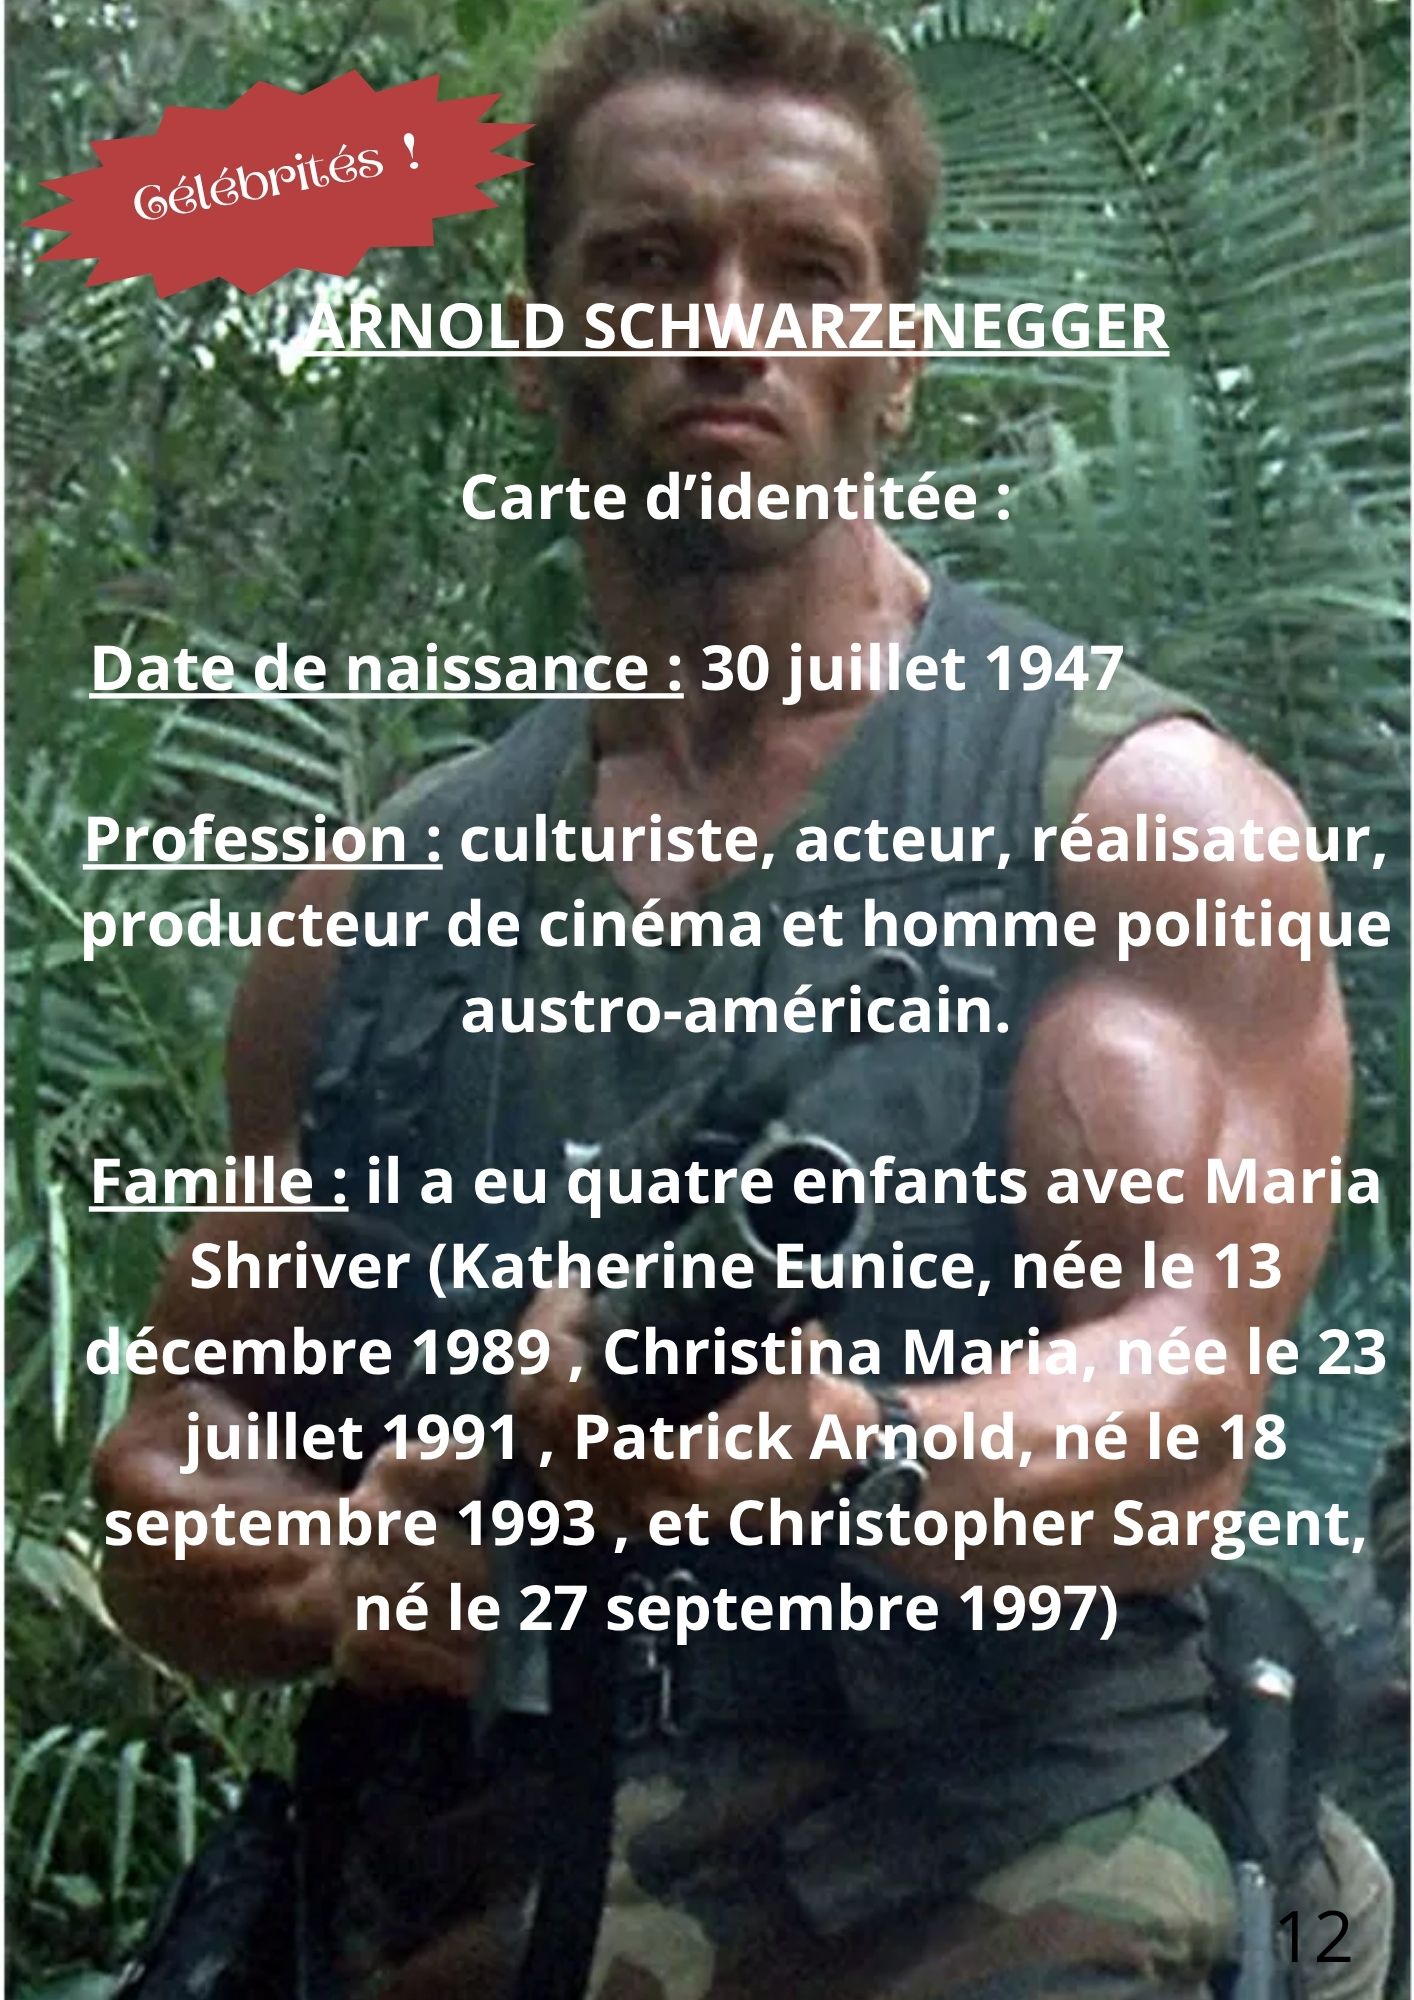 Célébrités !
ARNOLD SCHWARZENEGGER
Carte d’identitée :
Date de naissance : 30 juillet 1947
Profession : culturiste, acteur, réalisateur,
producteur de cinéma et homme politique
austro-américain.
Famille : il a eu quatre enfants avec Maria
Shriver (Katherine Eunice, née le 13
décembre 1989 , Christina Maria, née le 23
juillet 1991 , Patrick Arnold, né le 18
septembre 1993 , et Christopher Sargent,
né le 27 septembre 1997)
12